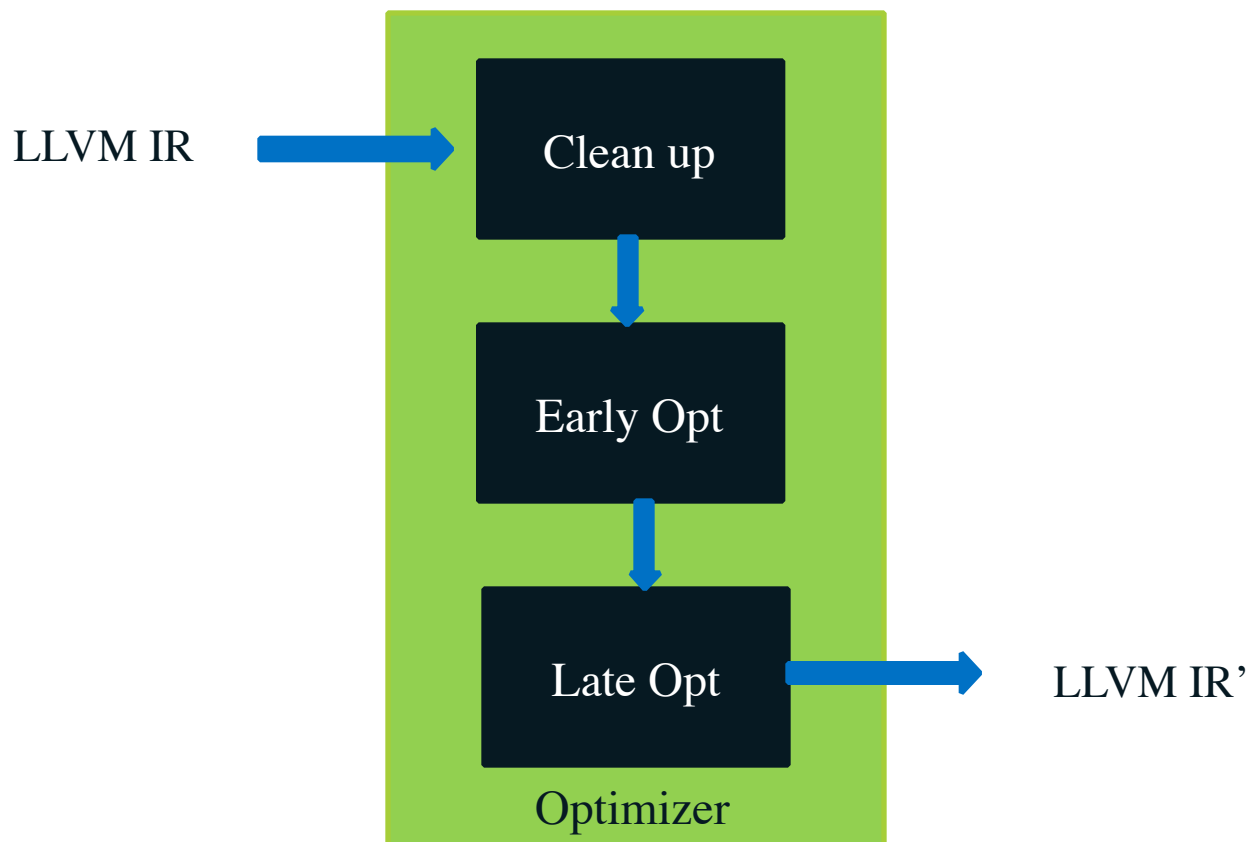 LLVM IR
Clean up
Early Opt
Late Opt
LLVM IR’
Optimizer